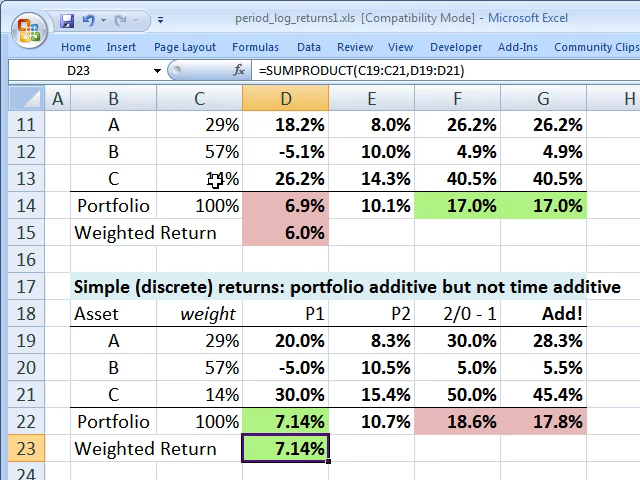 period_log_returns1.xls [Compatibility Mode] - Microsoft Excel
Home Insert Page Layout Formulas Data Review View Developer Add-Ins Community Clips
D23 fx =SUMPRODUCT(C19:C21,D19:D21)
A B C D E F G H
11 A 29% 18.2% 8.0% 26.2% 26.2%
12 B 57% -5.1% 10.0% 4.9% 4.9%
13 C 14% 26.2% 14.3% 40.5% 40.5%
14 Portfolio 100% 6.9% 10.1% 17.0% 17.0%
15 Weighted Return 6.0%
16
17 Simple (discrete) returns: portfolio additive but not time additive
18 Asset weight P1 P2 2/0 - 1 Add!
19 A 29% 20.0% 8.3% 30.0% 28.3%
20 B 57% -5.0% 10.5% 5.0% 5.5%
21 C 14% 30.0% 15.4% 50.0% 45.4%
22 Portfolio 100% 7.14% 10.7% 18.6% 17.8%
23 Weighted Return 7.14%
24